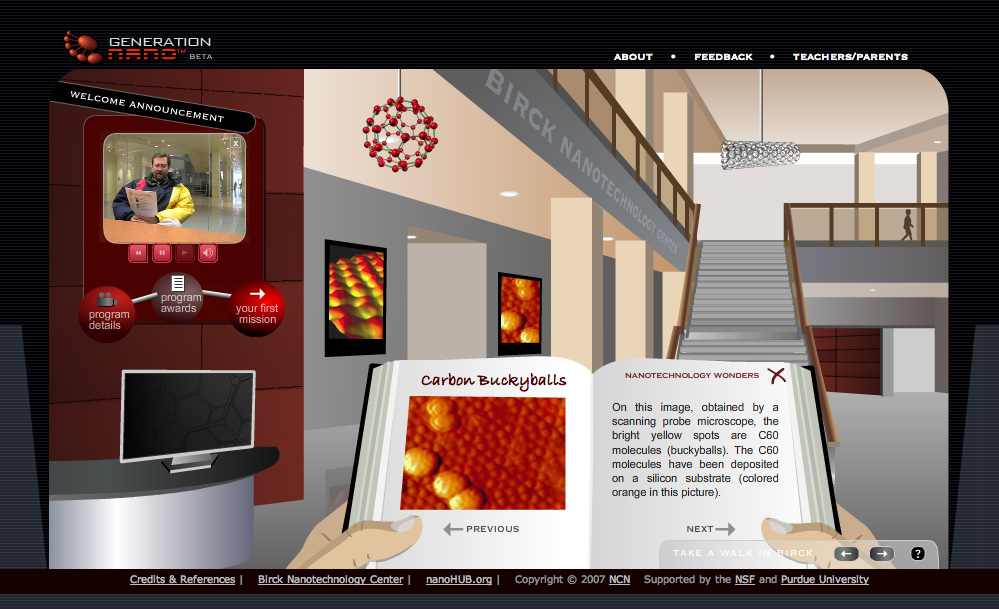 GENERATION
nano™ BETA
ABOUT • FEEDBACK • TEACHERS/PARENTS
WELCOME ANNOUNCEMENT
x
program
details
program
awards
your first
mission
BIRCK NANOTECHNOLOGY CENTER
Carbon Buckyballs
PREVIOUS
NANOTECHNOLOGY WONDERS
On this image, obtained by a
scanning probe microscope, the
bright yellow spots are C60
molecules (buckyballs). The C60
molecules have been deposited
on a silicon substrate (colored
orange in this picture).
NEXT
TAKE A WALK IN BIRCK
?
Credits & References | Birck Nanotechnology Center | nanoHUB.org | Copyright © 2007 NCN Supported by the NSF and Purdue University